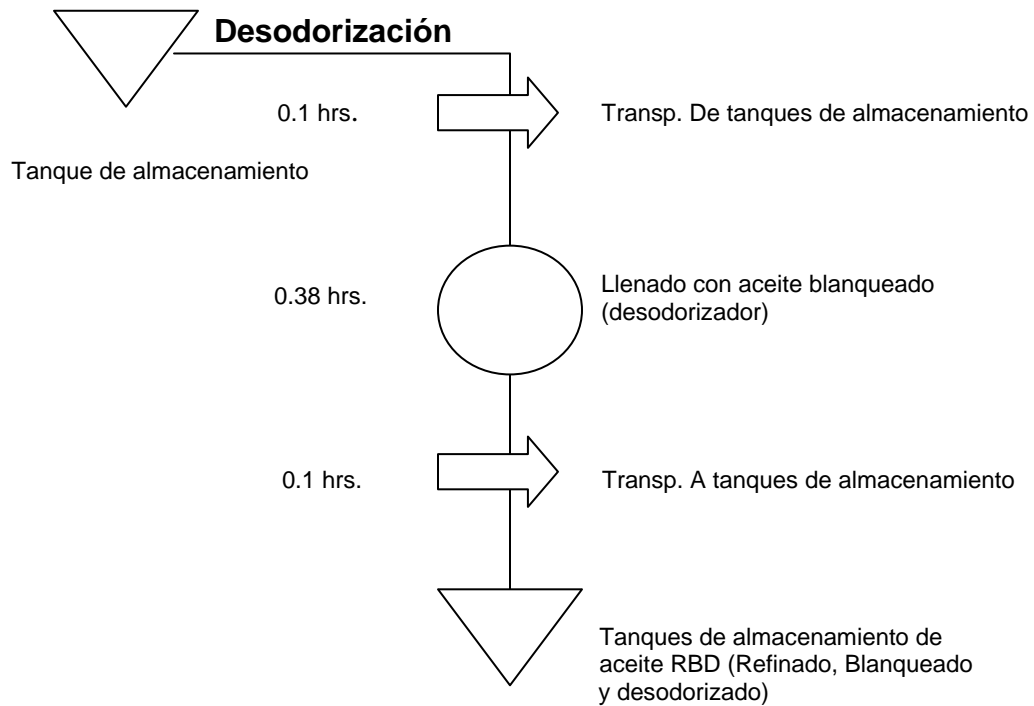 Desodorización
0.1 hrs.
Transp. De tanques de almacenamiento
Tanque de almacenamiento
0.38 hrs.
Llenado con aceite blanqueado
(desodorizador)
0.1 hrs.
Transp. A tanques de almacenamiento
Tanques de almacenamiento de
aceite RBD (Refinado, Blanqueado
y desodorizado)